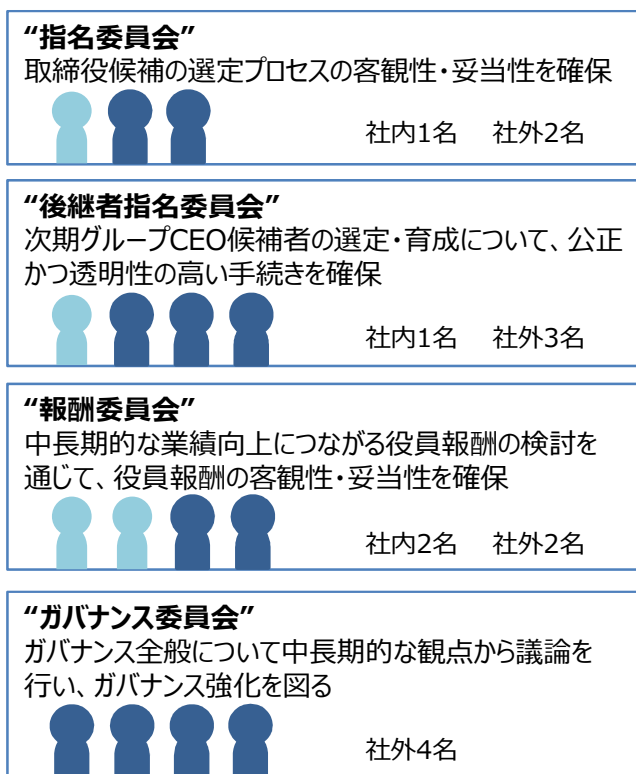 “指名委員会”
取締役候補の選定プロセスの客観性・妥当性を確保
社内1名 社外2名
“後継者指名委員会”
次期グループCEO候補者の選定・育成について、公正
かつ透明性の高い手続きを確保
社内1名 社外3名
“報酬委員会”
中長期的な業績向上につながる役員報酬の検討を
通じて、役員報酬の客観性・妥当性を確保
社内2名 社外2名
“ガバナンス委員会”
ガバナンス全般について中長期的な観点から議論を
行い、ガバナンス強化を図る
社外4名